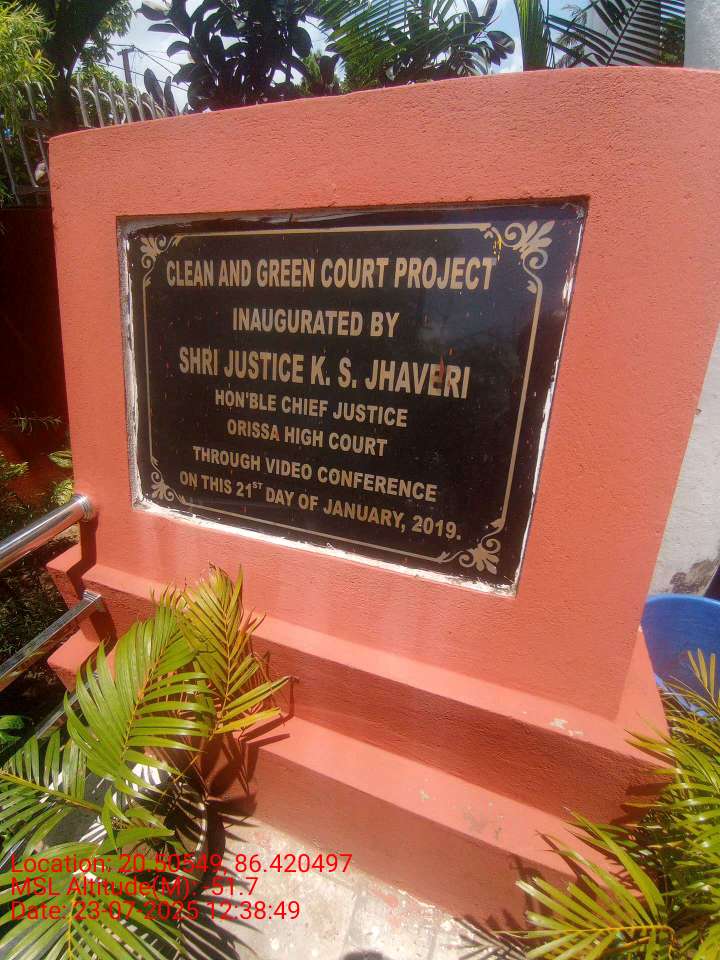 CLEAN AND GREEN COURT PROJECT
INAUGURATED BY
SHRI JUSTICE K. S. JHAVERI
HON'BLE CHIEF JUSTICE
ORISSA HIGH COURT
THROUGH VIDEO CONFERENCE
ON THIS 21ST DAY OF JANUARY, 2019.
Location: 20.50549, 86.420497
MSL Altitude(M): -51.7
Date: 23-07-2025 12:38:49